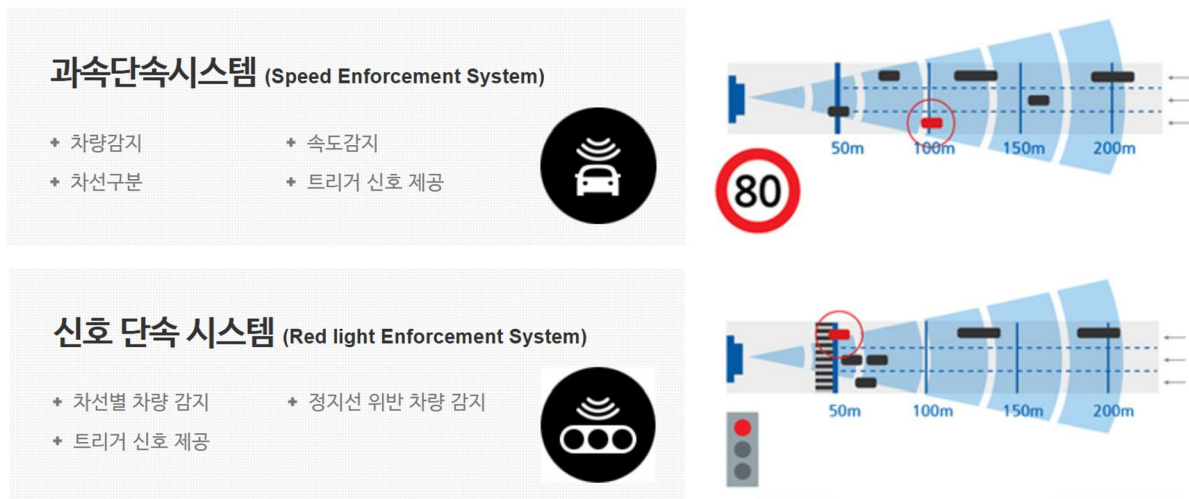 과속단속시스템 (Speed Enforcement System)
+ 차량감지
+ 속도감지
+ 차선구분
+ 트리거 신호 제공
50m 100m 150m 200m
80
신호 단속 시스템 (Red light Enforcement System)
+ 차선별 차량 감지
+ 정지선 위반 차량 감지
+ 트리거 신호 제공
50m 100m 150m 200m